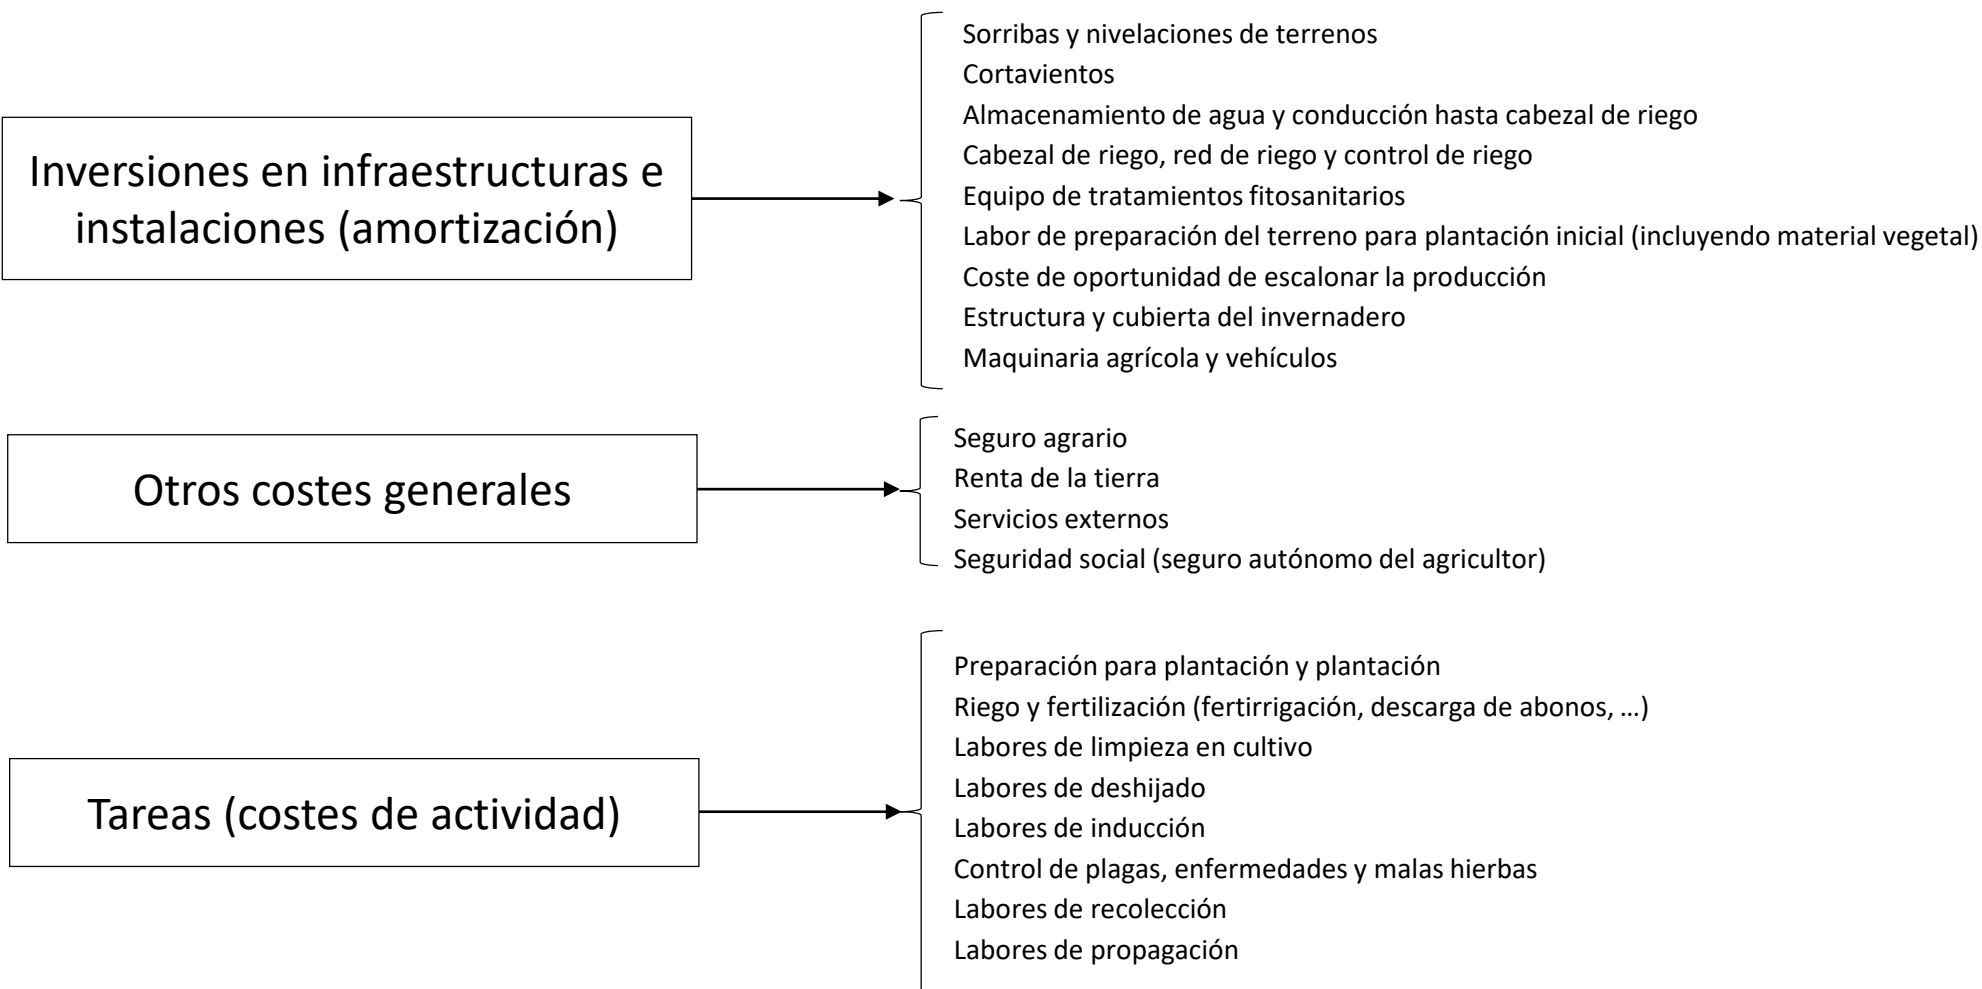 Inversiones en infraestructuras e
instalaciones (amortización)
Sorribas y nivelaciones de terrenos
Cortavientos
Almacenamiento de agua y conducción hasta cabezal de riego
Cabezal de riego, red de riego y control de riego
Equipo de tratamientos fitosanitarios
Labor de preparación del terreno para plantación inicial (incluyendo material vegetal)
Coste de oportunidad de escalonar la producción
Estructura y cubierta del invernadero
Maquinaria agrícola y vehículos
Otros costes generales
Seguro agrario
Renta de la tierra
Servicios externos
Seguridad social (seguro autónomo del agricultor)
Tareas (costes de actividad)
Preparación para plantación y plantación
Riego y fertilización (fertirrigación, descarga de abonos, …)
Labores de limpieza en cultivo
Labores de deshijado
Labores de inducción
Control de plagas, enfermedades y malas hierbas
Labores de recolección
Labores de propagación